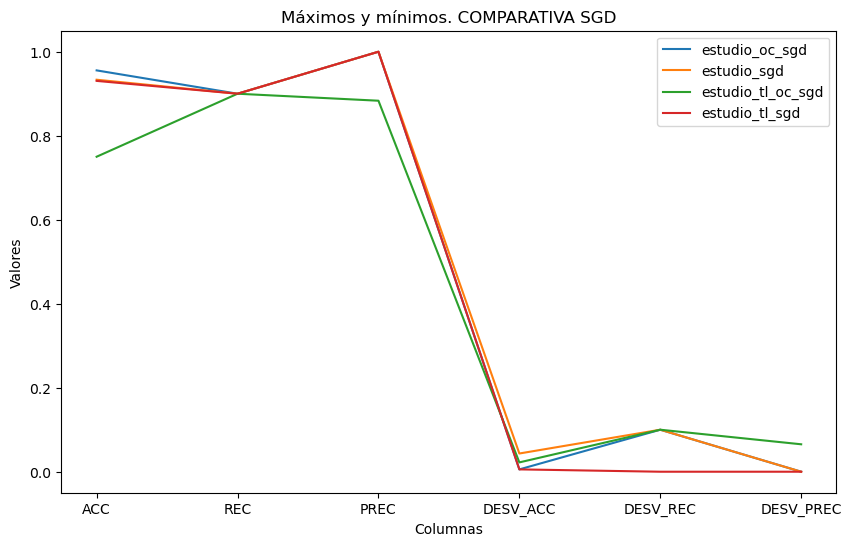 Máximos y mínimos. COMPARATIVA SGD
estudio_oc_sgd
estudio_sgd
estudio_tl_oc_sgd
estudio_tl_sgd
Valores
1.0
0.8
0.6
0.4
0.2
0.0
ACC REC PREC DESV_ACC DESV_REC DESV_PREC
Columnas